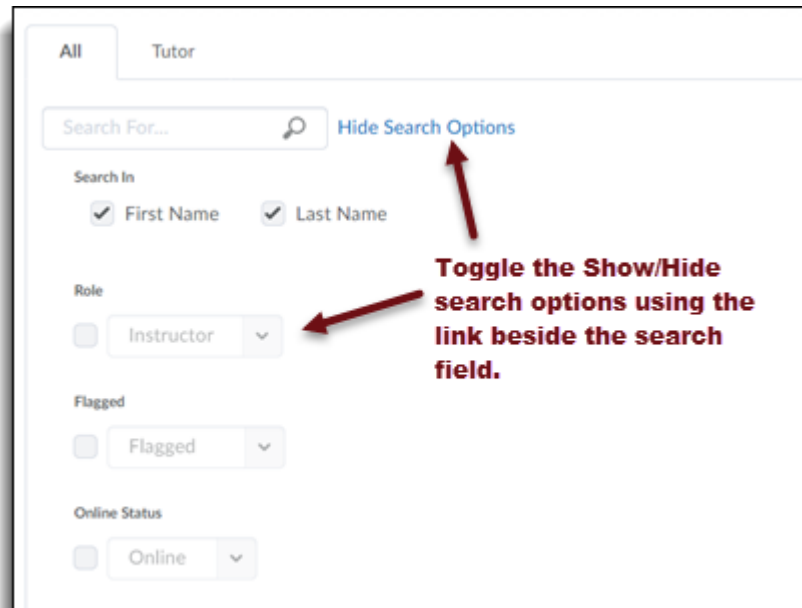 All Tutor
Search For... Hide Search Options
Search In
First Name Last Name
Toggle the Show/Hide
search options using the
link beside the search
field.
Role
Instructor
Flagged
Flagged
Online Status
Online